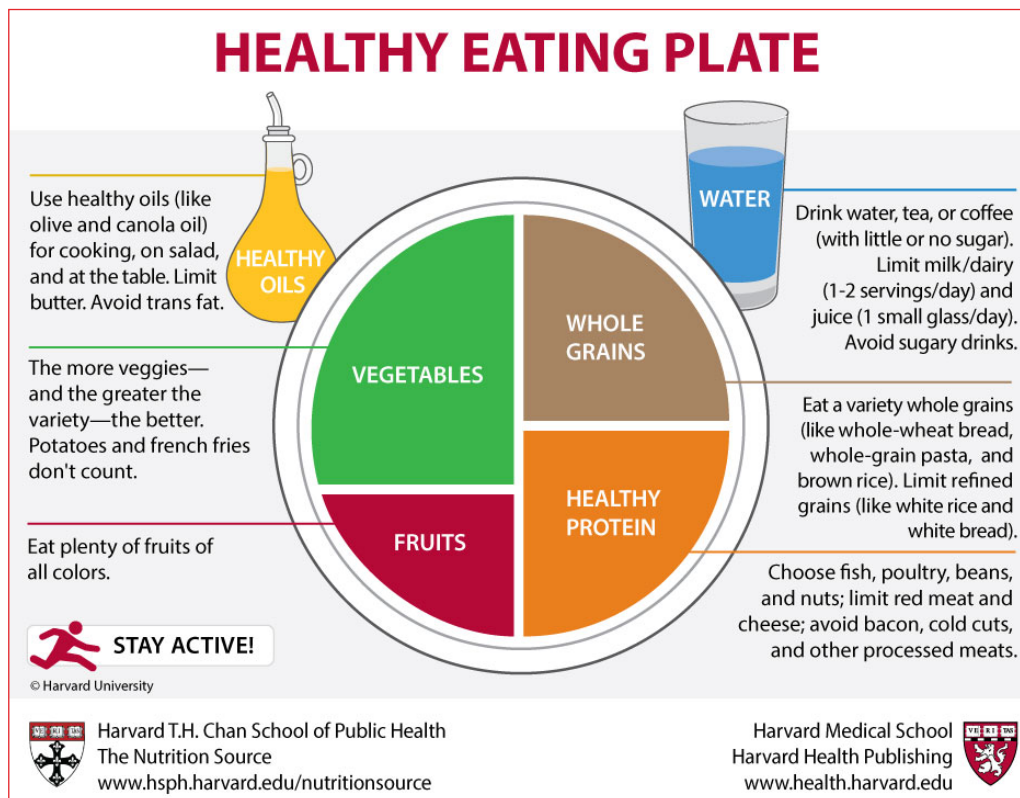 HEALTHY EATING PLATE
Use healthy oils (like
olive and canola oil)
for cooking, on salad,
and at the table. Limit
butter. Avoid trans fat.
HEALTHY
OILS
The more veggies—
and the greater the
variety—the better.
Potatoes and french fries
don't count.
Eat plenty of fruits of
all colors.
STAY ACTIVE!
© Harvard University
VEGETABLES
FRUITS
WHOLE
GRAINS
HEALTHY
PROTEIN
WATER
Drink water, tea, or coffee
(with little or no sugar).
Limit milk/dairy
(1-2 servings/day) and
juice (1 small glass/day).
Avoid sugary drinks.
Eat a variety whole grains
(like whole-wheat bread,
whole-grain pasta, and
brown rice). Limit refined
grains (like white rice and
white bread).
Choose fish, poultry, beans,
and nuts; limit red meat and
cheese; avoid bacon, cold cuts,
and other processed meats.
Harvard T.H. Chan School of Public Health
The Nutrition Source
www.hsph.harvard.edu/nutritionsource
Harvard Medical School
Harvard Health Publishing
www.health.harvard.edu
VE RI TAS